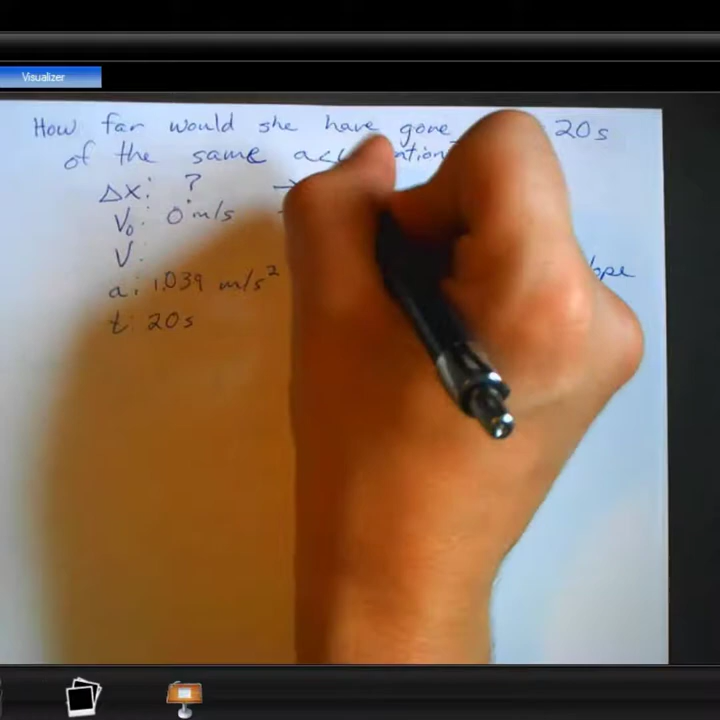 Visualizer
How far would she have gone 20s
of the same
Δx: ?
V₀: 0 m/s
V:
a: 1.039 m/s²
t: 20s